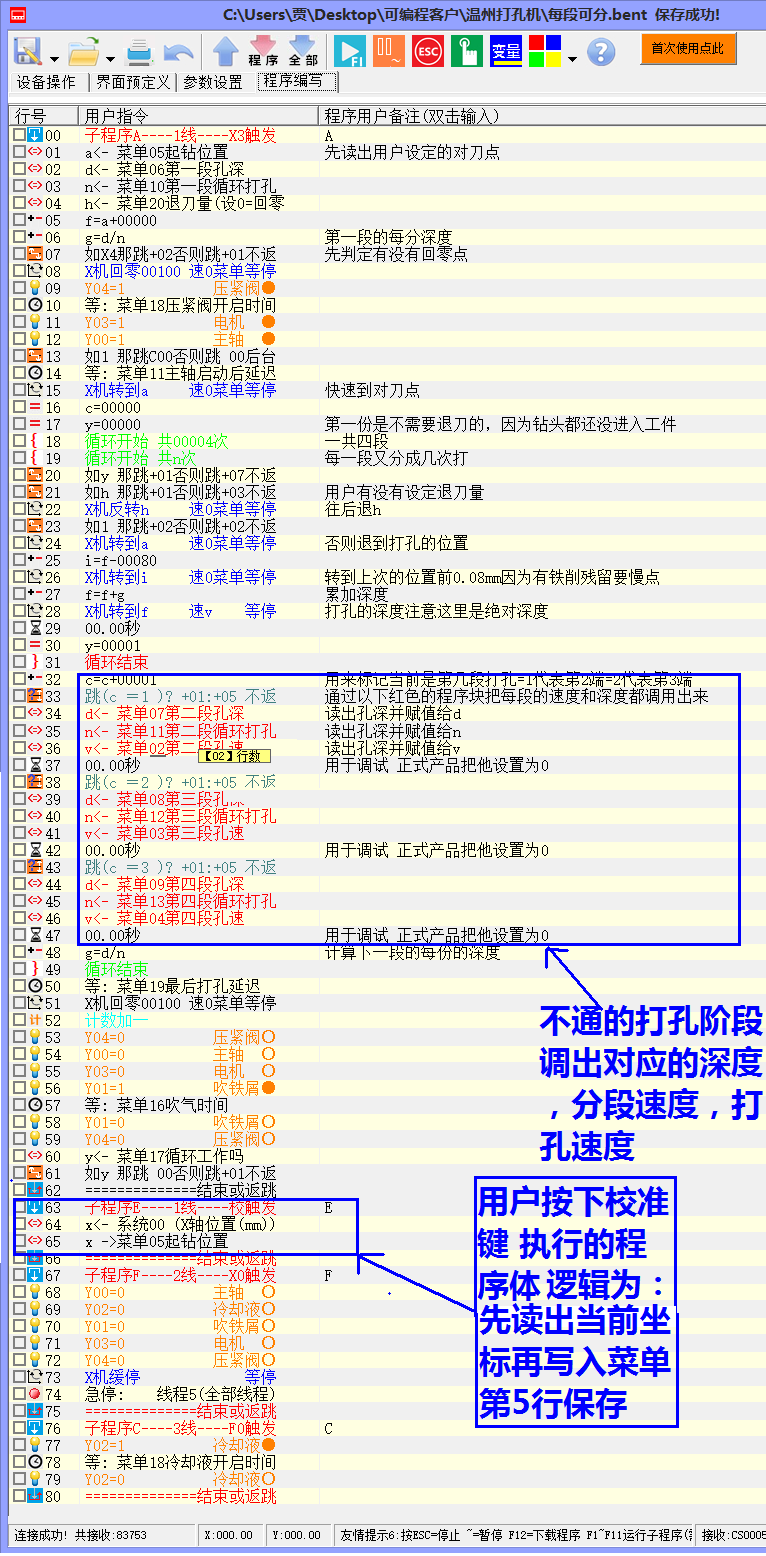 C:\Users\贾\Desktop\可编程客户\温州打孔机\每段可分.bent 保存成功!
程序 全部 F1 ESC 变量 ? 首次使用点此
设备操作 界面预定义 参数设置 程序编写
行号 用户指令 程序用户备注(双击输入)
00 子程序A----1线----X3触发 A
01 a<- 菜单05起钻位置 先读出用户设定的对刀点
02 d<- 菜单06第一段孔深
03 n<- 菜单10第一段循环打孔
04 h<- 菜单20退刀量(设0=回零
05 f=a+00000
06 g=d/n 第一段的每分深度
07 如X4那跳+02否则跳+01不返 先判定有没有回零点
08 X机回零00100 速0菜单等停
09 Y04=1 压紧阀
10 等: 菜单18压紧阀开启时间
11 Y03=1 电机
12 Y00=1 主轴
13 如1 那跳C00否则跳 00后台
14 等: 菜单11主轴启动后延迟
15 X机转到a 速0菜单等停 快速到对刀点
16 c=00000
17 y=00000 第一份是不需要退刀的，因为钻头都还没进入工件
18 循环开始 共00004次 一共四段
19 循环开始 共n次 每一段又分成几次打
20 如y 那跳+01否则跳+07不返
21 如h 那跳+01否则跳+03不返 用户有没有设定退刀量
22 X机反转h 速0菜单等停 往后退h
23 如1 那跳+02否则跳+02不返
24 X机转到a 速0菜单等停 否则退到打孔的位置
25 i=f-00080
26 X机转到i 速0菜单等停 转到上次的位置前0.08mm因为有铁削残留要慢点
27 f=f+g 累加深度
28 X机转到f 速v 等停 打孔的深度注意这里是绝对深度
29 00.00秒
30 y=00001
31 循环结束
32 c=c+00001 用来标记当前是第几段打孔=1代表第2端=2代表第3端
33 跳(c =1 )? +01:+05 不返 通过以下红色的程序块把每段的速度和深度都调用出来
34 d<- 菜单07第二段孔深 读出孔深并赋值给d
35 n<- 菜单11第二段循环打孔 读出孔深并赋值给n
36 v<- 菜单02第二段孔速 读出孔深并赋值给v
【02】行数
37 00.00秒 用于调试 正式产品把他设置为0
38 跳(c =2 )? +01:+05 不返
39 d<- 菜单08第三段孔深
40 n<- 菜单12第三段循环打孔
41 v<- 菜单03第三段孔速
42 00.00秒 用于调试 正式产品把他设置为0
43 跳(c =3 )? +01:+05 不返
44 d<- 菜单09第四段孔深
45 n<- 菜单13第四段循环打孔
46 v<- 菜单04第四段孔速
47 00.00秒 用于调试 正式产品把他设置为0
48 g=d/n 计算下一段的每份的深度
49 循环结束
50 等: 菜单19最后打孔延迟
51 X机回零00100 速0菜单等停
52 计数加一
53 Y04=0 压紧阀
54 Y00=0 主轴
55 Y03=0 电机
56 Y01=1 吹铁屑
57 等: 菜单16吹气时间
58 Y01=0 吹铁屑
59 Y04=0 压紧阀
60 y<- 菜单17循环工作吗
61 如y 那跳 00否则跳+01不返
62 ==============结束或返跳
63 子程序E----1线----校触发 E
64 x<- 系统00 (X轴位置(mm))
65 x ->菜单05起钻位置
66 ==============结束或返跳
67 子程序F----2线----X0触发 F
68 Y00=0 主轴
69 Y02=0 冷却液
70 Y01=0 吹铁屑
71 Y03=0 电机
72 Y04=0 压紧阀
73 X机缓停 等停
74 急停: 线程5(全部线程)
75 ==============结束或返跳
76 子程序C----3线----F0触发 C
77 Y02=1 冷却液
78 等: 菜单18冷却液开启时间
79 Y02=0 冷却液
80 ==============结束或返跳
不通的打孔阶段
调出对应的深度
，分段速度，打
孔速度
用户按下校准
键 执行的程
序体 逻辑为：
先读出当前坐
标再写入菜单
第5行保存
连接成功! 共接收:83753 X:000.00 Y:000.00 友情提示6:按ESC=停止 ~=暂停 F12=下载程序 F1~F11运行子程序 接收:CS0005